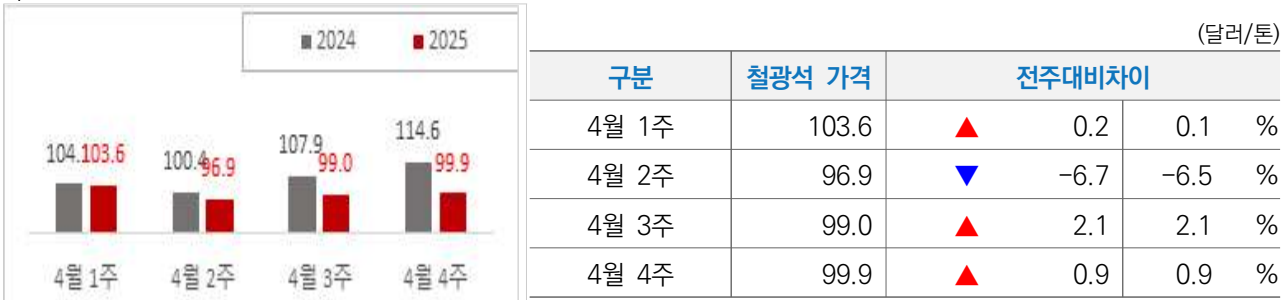 ■ 2024 ■ 2025
114.6
107.9
104. 103.6 100.4 96.9 99.0 99.9
4월 1주 4월 2주 4월 3주 4월 4주
(달러/톤)
구분 철광석 가격 전주대비차이
4월 1주 103.6 ▲ 0.2 0.1 %
4월 2주 96.9 ▼ -6.7 -6.5 %
4월 3주 99.0 ▲ 2.1 2.1 %
4월 4주 99.9 ▲ 0.9 0.9 %